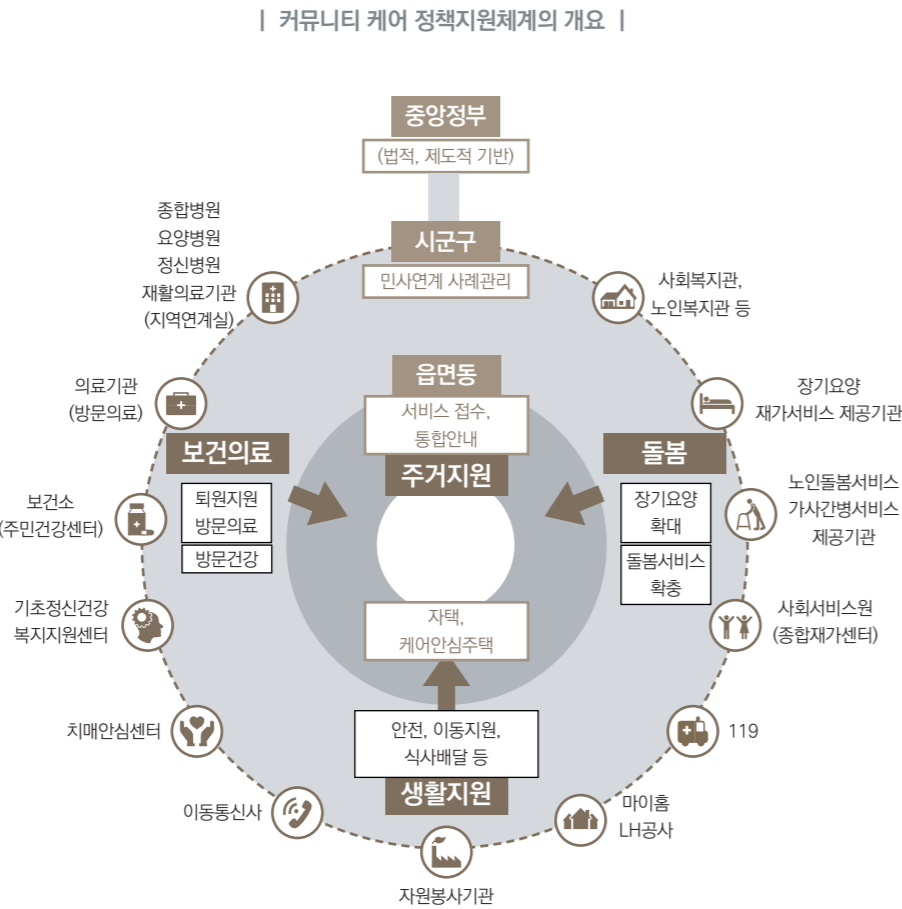 | 커뮤니티 케어 정책지원체계의 개요 |
중앙정부
(법적, 제도적 기반)
시군구
민사연계 사례관리
종합병원
요양병원
정신병원
재활의료기관
(지역연계실)
사회복지관,
노인복지관 등
의료기관
(방문의료)
읍면동
서비스 접수,
통합안내
주거지원
장기요양
재가서비스 제공기관
보건의료
퇴원지원
방문의료
방문건강
돌봄
장기요양
확대
돌봄서비스
확충
보건소
(주민건강센터)
노인돌봄서비스
가사간병서비스
제공기관
기초정신건강
복지지원센터
자택,
케어안심주택
사회서비스원
(종합재가센터)
치매안심센터
안전, 이동지원,
식사배달 등
생활지원
119
이동통신사
마이홈
LH공사
자원봉사기관